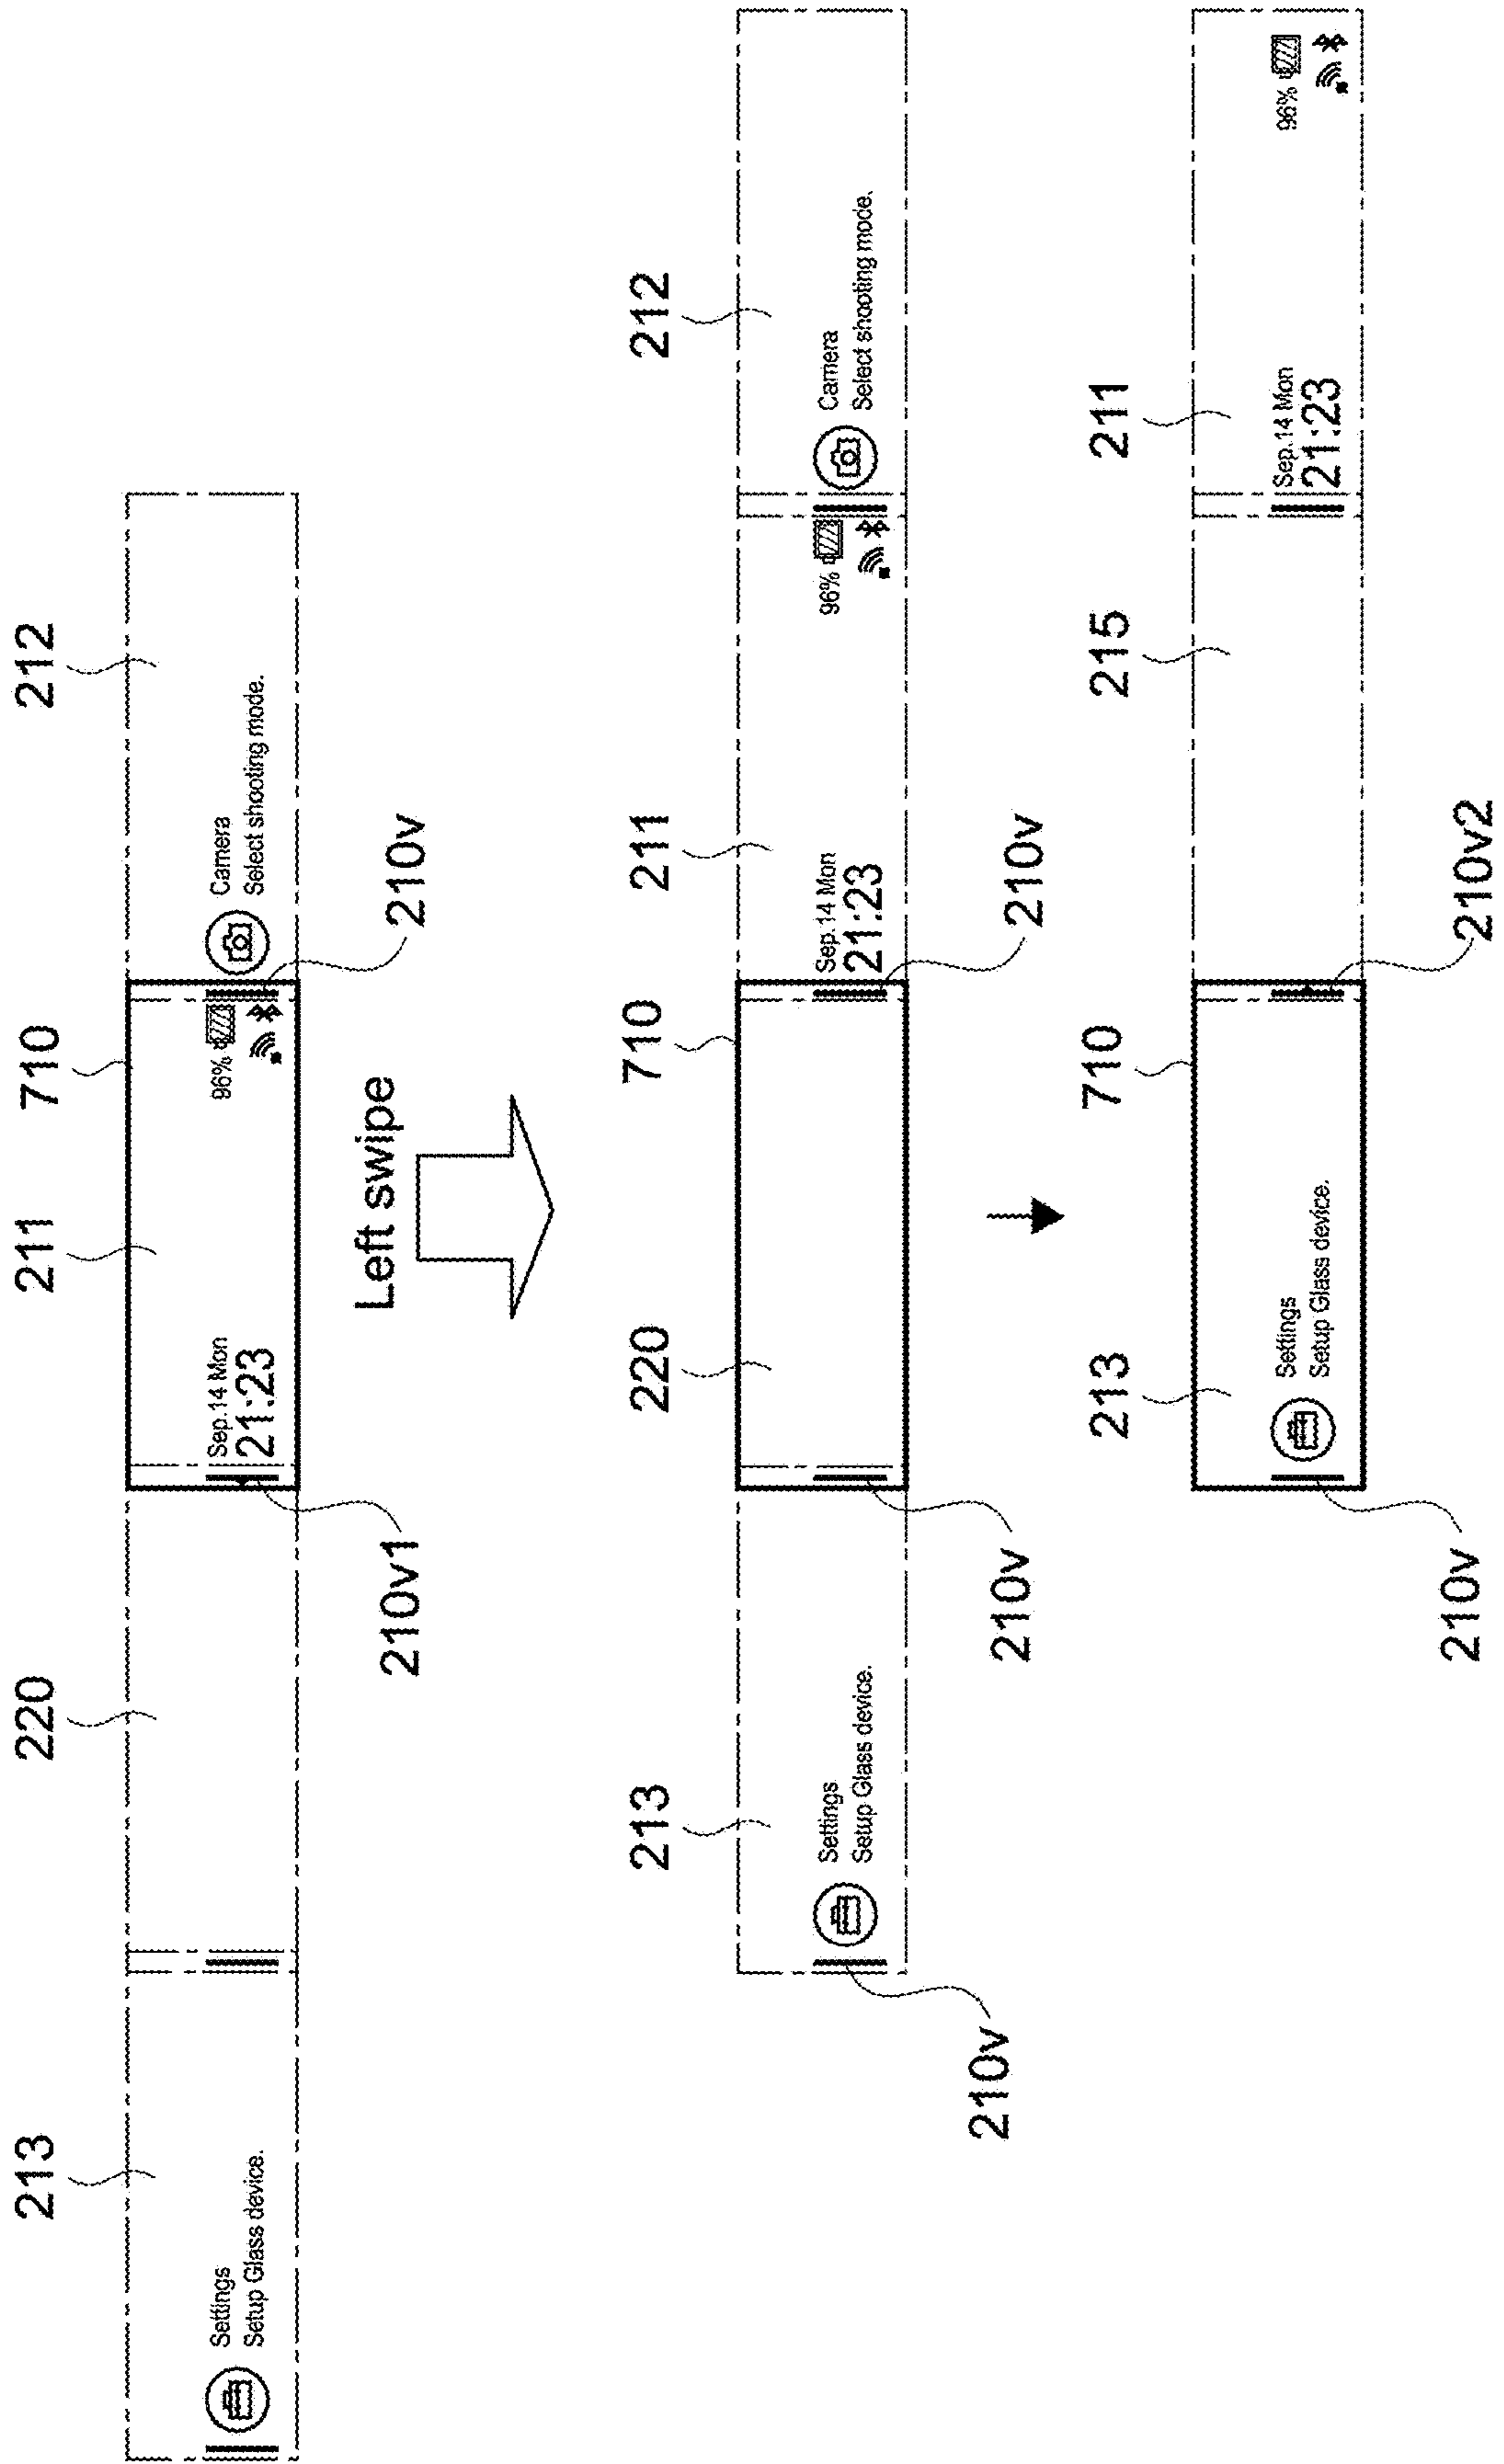 213 220 211 710 212
Settings
Setup Glass device.
Sep.14 Mon
21:23
96%
Camera
Select shooting mode.
210v1 210v
Left swipe
213 220 710 211 212
Settings
Setup Glass device.
Sep.14 Mon
21:23
96%
Camera
Select shooting mode.
210v 210v 210v
213 710 215 211
Settings
Setup Glass device.
Sep.14 Mon
21:23
96%
210v 210v2